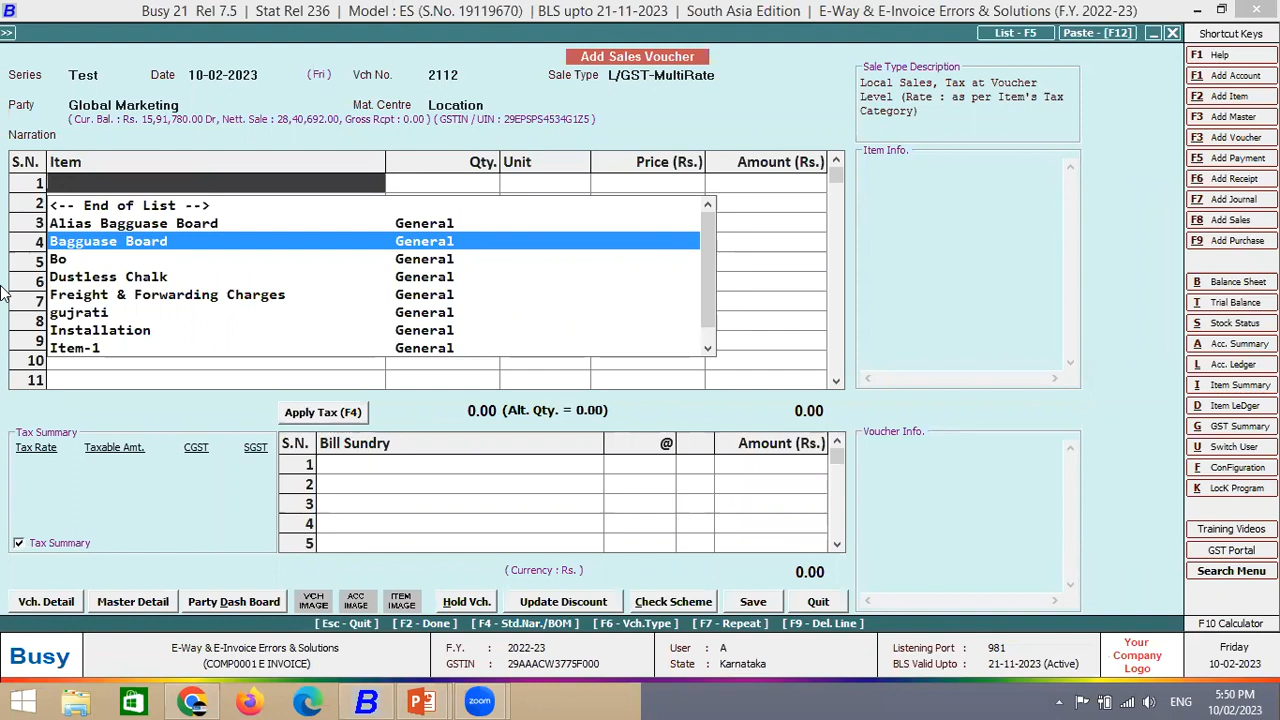 Busy 21 Rel 7.5 | Stat Rel 236 | Model : ES (S.No. 19119670) | BLS upto 21-11-2023 | South Asia Edition | E-Way & E-Invoice Errors & Solutions (F.Y. 2022-23)
>> List - F5 Paste - [F12]
Shortcut Keys
Add Sales Voucher
Series Test Date 10-02-2023 (Fri) Vch No. 2112 Sale Type L/GST-MultiRate
Party Global Marketing Mat. Centre Location
( Cur. Bal. : Rs. 15,91,780.00 Dr, Nett. Sale : 28,40,692.00, Gross Rcpt : 0.00 ) ( GSTIN / UIN : 29EPSPS4534G1Z5 )
Narration
Sale Type Description
Local Sales, Tax at Voucher
Level (Rate : as per Item's Tax
Category)
Item Info.
S.N. Item Qty. Unit Price (Rs.) Amount (Rs.)
1
2 <-- End of List -->
3 Alias Bagguase Board General
4 Bagguase Board General
5 Bo General
6 Dustless Chalk General
7 Freight & Forwarding Charges General
8 gujrati General
9 Installation General
Item-1 General
10
11
Apply Tax (F4) 0.00 (Alt. Qty. = 0.00) 0.00
Tax Summary
Tax Rate Taxable Amt. CGST SGST
Tax Summary
S.N. Bill Sundry @ Amount (Rs.)
1
2
3
4
5
( Currency : Rs. ) 0.00
Voucher Info.
Vch. Detail Master Detail Party Dash Board VCH IMAGE ACC IMAGE ITEM IMAGE Hold Vch. Update Discount Check Scheme Save Quit
[ Esc - Quit ] [ F2 - Done ] [ F4 - Std.Nar./BOM ] [ F6 - Vch.Type ] [ F7 - Repeat ] [ F9 - Del. Line ]
F1 Help
F1 Add Account
F2 Add Item
F3 Add Master
F3 Add Voucher
F5 Add Payment
F6 Add Receipt
F7 Add Journal
F8 Add Sales
F9 Add Purchase
B Balance Sheet
T Trial Balance
S Stock Status
A Acc. Summary
L Acc. Ledger
I Item Summary
D Item LeDger
G GST Summary
U Switch User
F ConFiguration
K LocK Program
Training Videos
GST Portal
Search Menu
F10 Calculator
Busy
E-Way & E-Invoice Errors & Solutions
(COMP0001 E INVOICE)
F.Y. : 2022-23
GSTIN : 29AAACW3775F000
User : A
State : Karnataka
Listening Port : 981
BLS Valid Upto : 21-11-2023 (Active)
Your
Company
Logo
Friday
10-02-2023
zoom
ENG
5:50 PM
10/02/2023